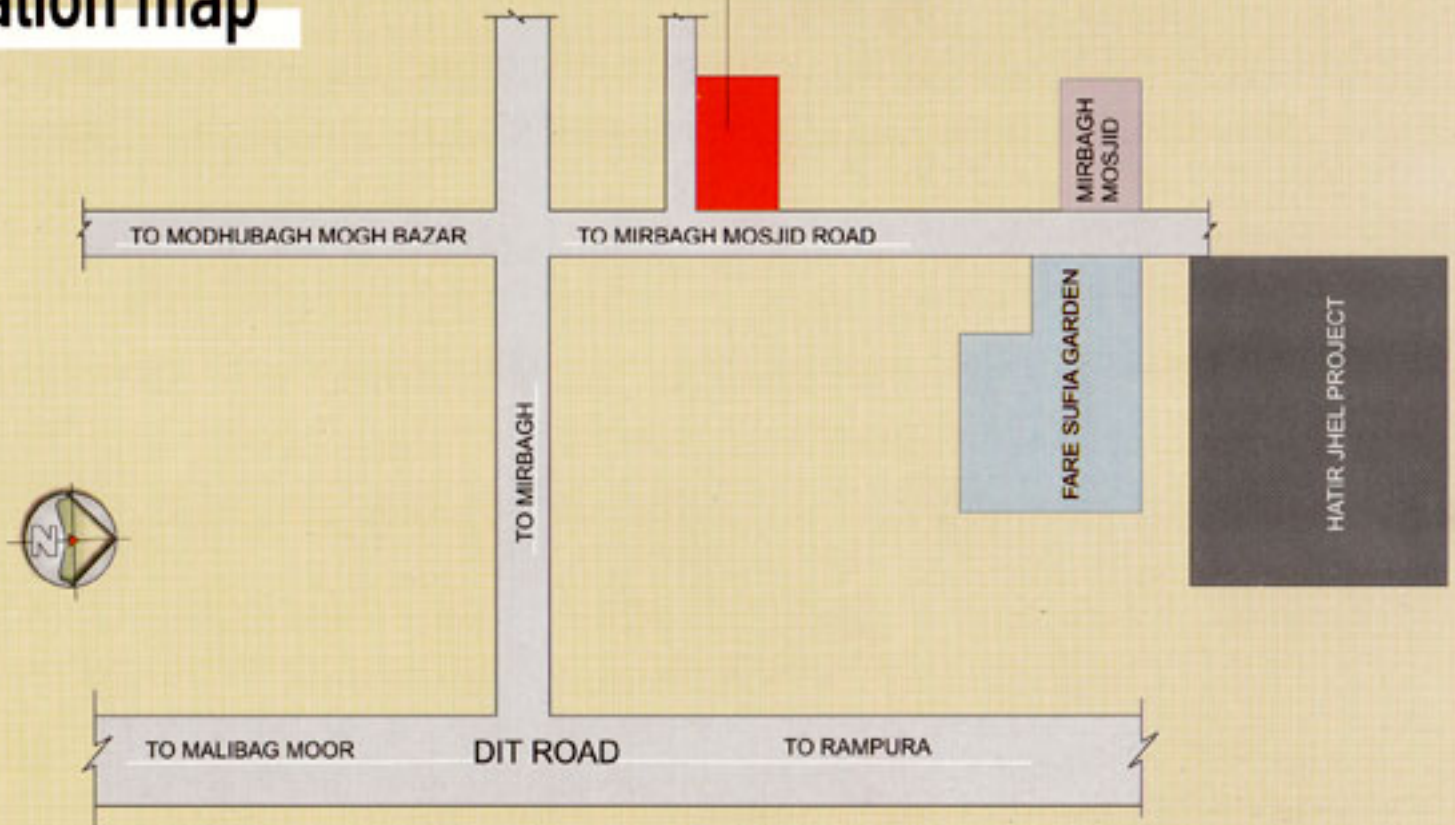 map
MIRBAGH
MOSJID
TO MODHUBAGH MOGH BAZAR
TO MIRBAGH MOSJID ROAD
FARE SUFIA GARDEN
HATIR JHEL PROJECT
TO MIRBAGH
N
TO MALIBAG MOOR
DIT ROAD
TO RAMPURA